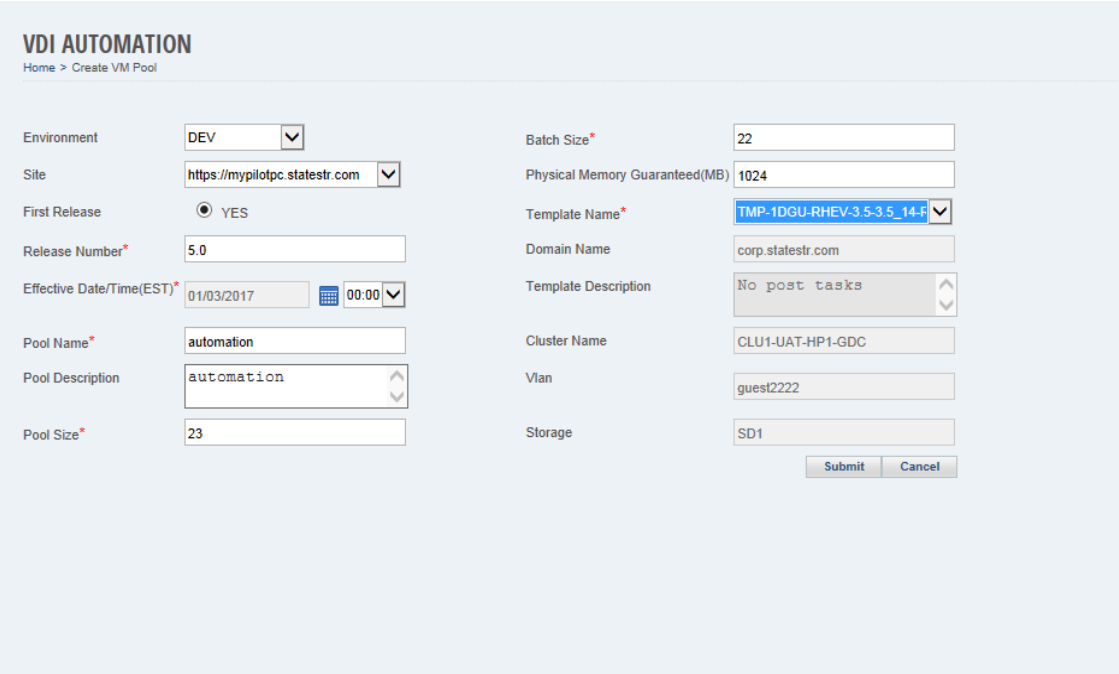 VDI AUTOMATION
Home > Create VM Pool
Environment DEV
Site https://mypilotpc.statestr.com
First Release YES
Release Number* 5.0
Effective Date/Time(EST)* 01/03/2017 00:00
Pool Name* automation
Pool Description automation
Pool Size* 23
Batch Size* 22
Physical Memory Guaranteed(MB) 1024
Template Name* TMP-1DGU-RHEV-3.5-3.5_14-F
Domain Name corp.statestr.com
Template Description No post tasks
Cluster Name CLU1-UAT-HP1-GDC
Vlan guest2222
Storage SD1
Submit Cancel